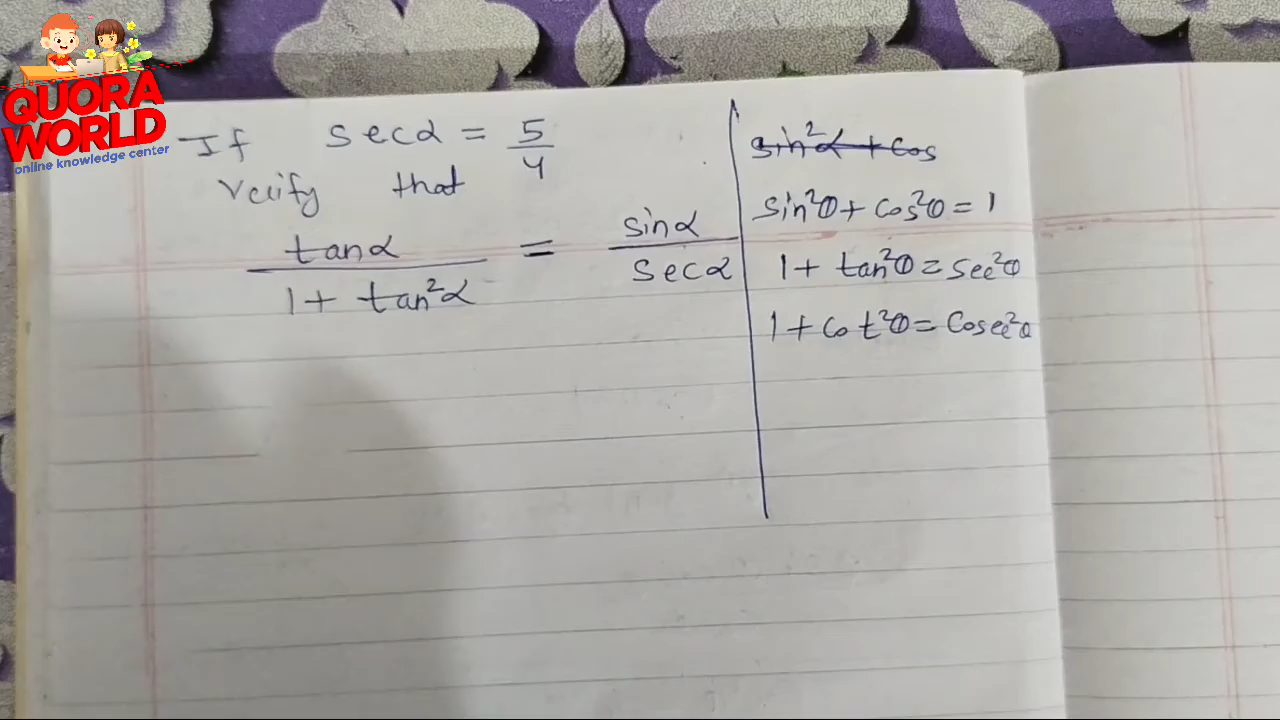 QUORA
WORLD
online knowledge center
If secα = 5/4
verify that
tanα / 1 + tan²α = sinα / secα
sin²α + cos
sin²θ + cos²θ = 1
1 + tan²θ = sec²θ
1 + cot²θ = cosec²θ